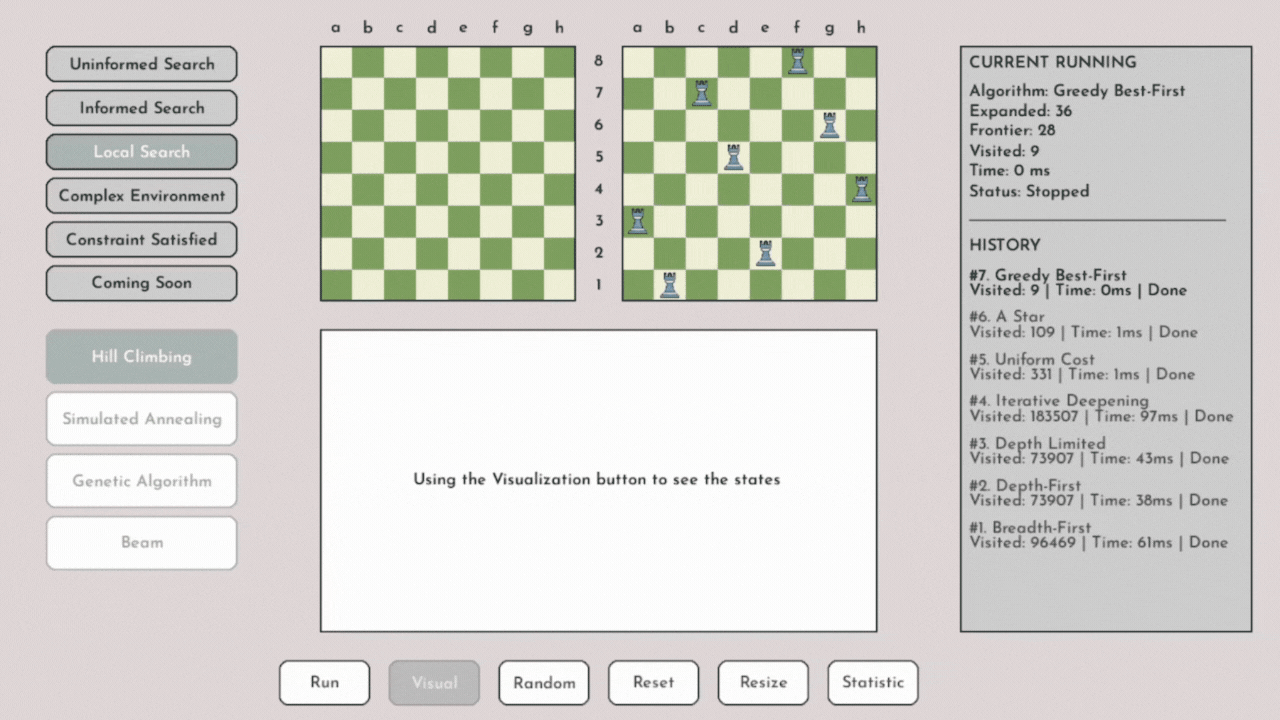 a b c d e f g h
a b c d e f g h
8
7
6
5
4
3
2
1
Uninformed Search
Informed Search
Local Search
Complex Environment
Constraint Satisfied
Coming Soon
Hill Climbing
Simulated Annealing
Genetic Algorithm
Beam
Using the Visualization button to see the states
Run
Visual
Random
Reset
Resize
Statistic
CURRENT RUNNING
Algorithm: Greedy Best-First
Expanded: 36
Frontier: 28
Visited: 9
Time: 0 ms
Status: Stopped
HISTORY
#7. Greedy Best-First
Visited: 9 | Time: 0ms | Done
#6. A Star
Visited: 109 | Time: 1ms | Done
#5. Uniform Cost
Visited: 331 | Time: 1ms | Done
#4. Iterative Deepening
Visited: 183507 | Time: 97ms | Done
#3. Depth Limited
Visited: 73907 | Time: 43ms | Done
#2. Depth-First
Visited: 73907 | Time: 38ms | Done
#1. Breadth-First
Visited: 96469 | Time: 61ms | Done